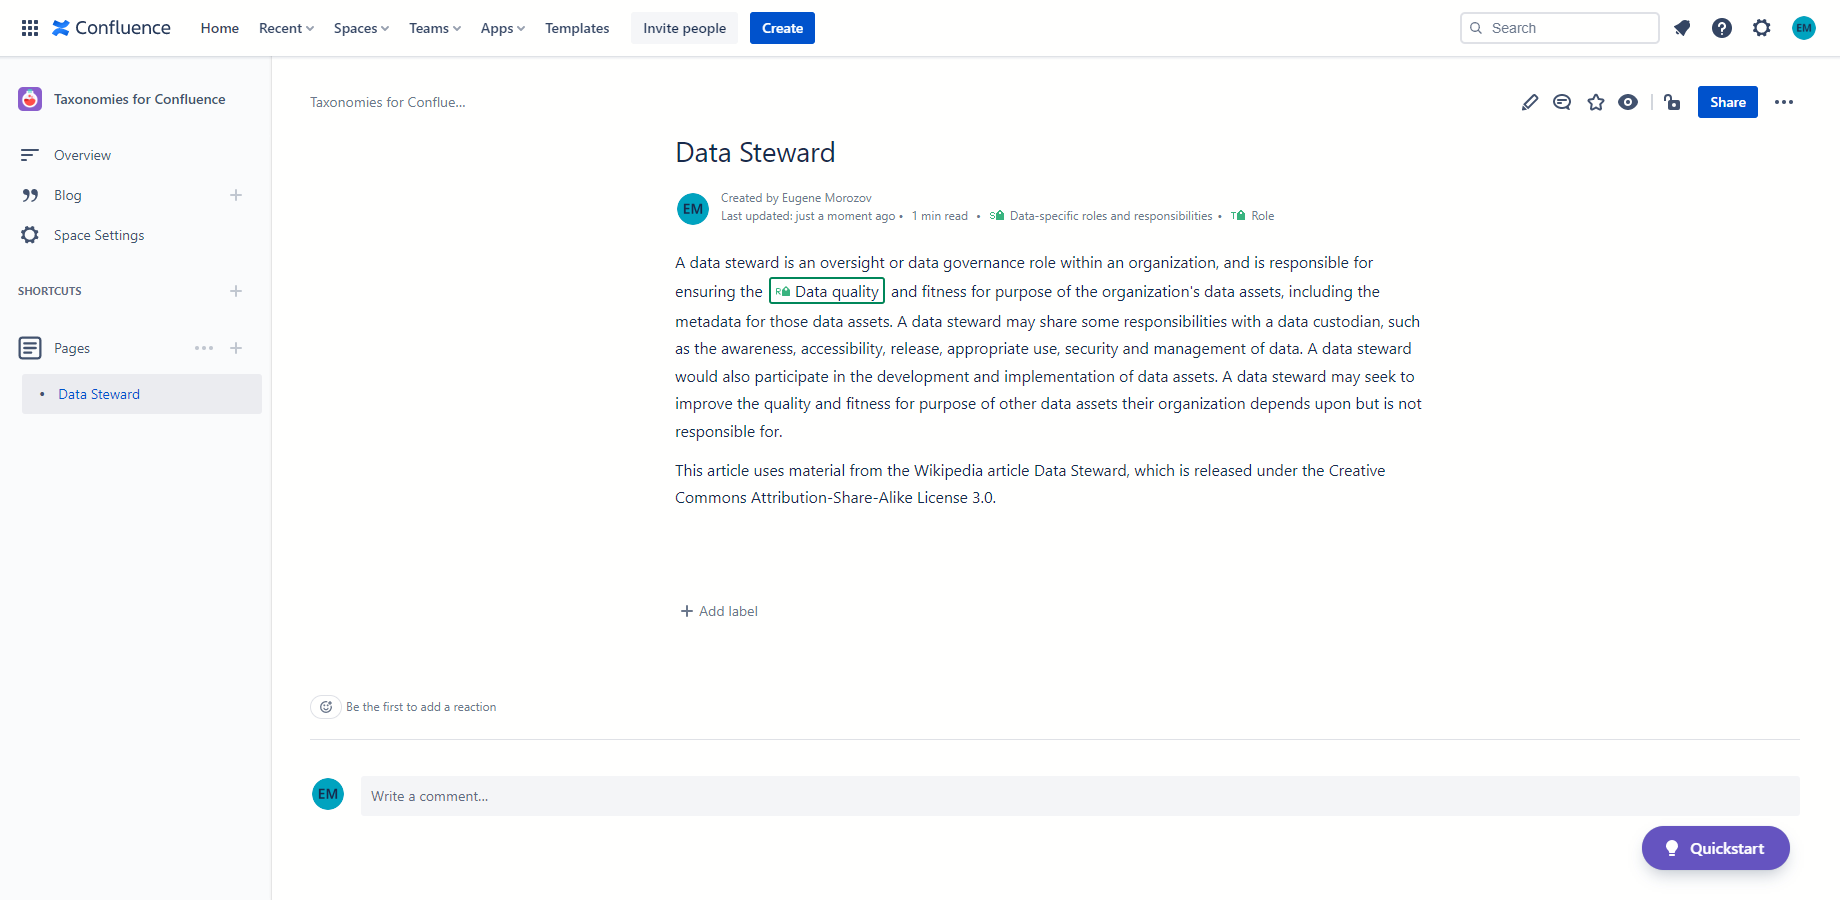 Confluence Home Recent Spaces Teams Apps Templates Invite people Create Search EM
Taxonomies for Confluence
Overview
Blog
Space Settings
SHORTCUTS
Pages
• Data Steward
Taxonomies for Conflue... Share
Data Steward
EM
Created by Eugene Morozov
Last updated: just a moment ago • 1 min read • S Data-specific roles and responsibilities • T Role
A data steward is an oversight or data governance role within an organization, and is responsible for
ensuring the R Data quality and fitness for purpose of the organization's data assets, including the
metadata for those data assets. A data steward may share some responsibilities with a data custodian, such
as the awareness, accessibility, release, appropriate use, security and management of data. A data steward
would also participate in the development and implementation of data assets. A data steward may seek to
improve the quality and fitness for purpose of other data assets their organization depends upon but is not
responsible for.
This article uses material from the Wikipedia article Data Steward, which is released under the Creative
Commons Attribution-Share-Alike License 3.0.
Add label
Be the first to add a reaction
EM Write a comment...
Quickstart